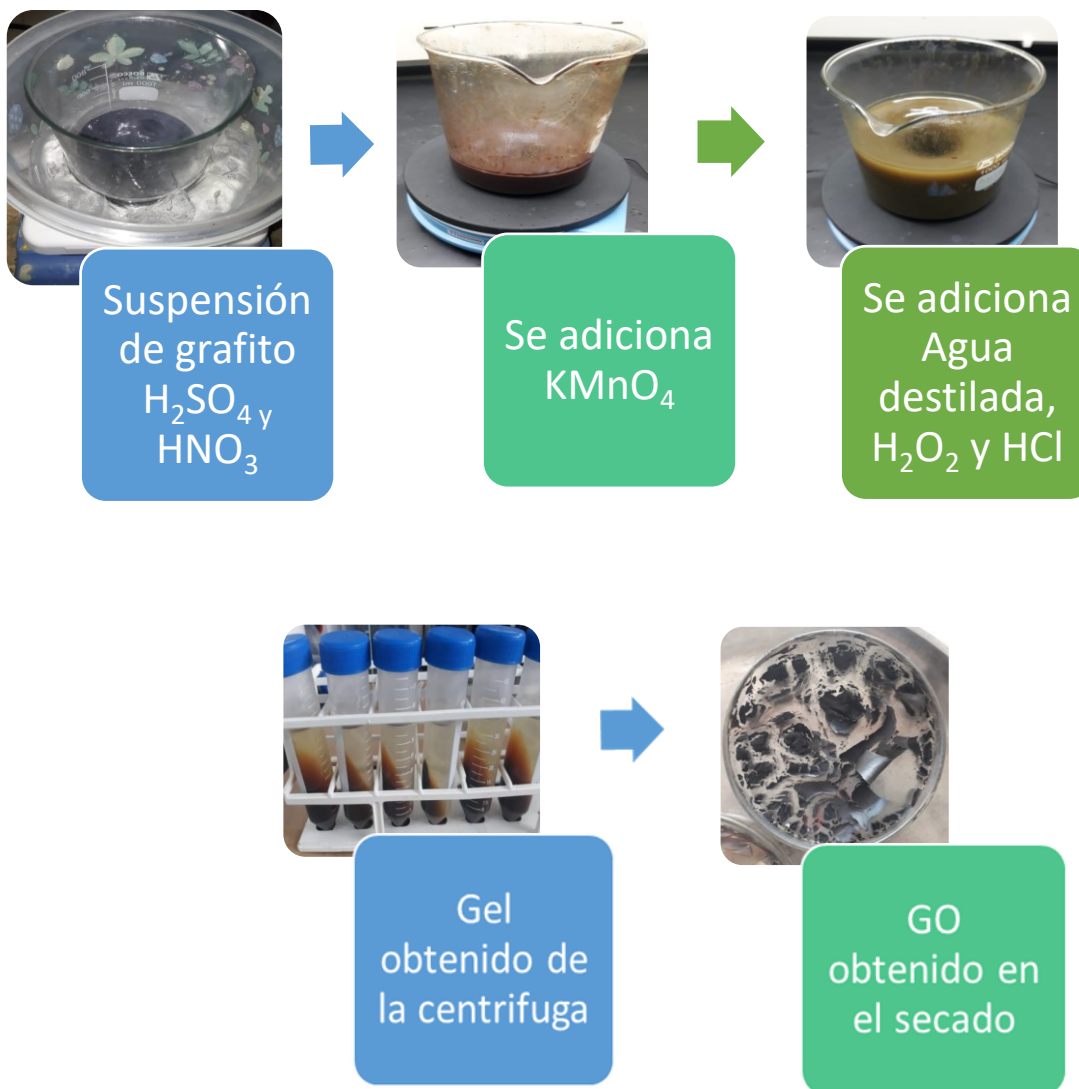 Suspensión
de grafito
H₂SO₄ y
HNO₃
Se adiciona
KMnO₄
Se adiciona
Agua
destilada,
H₂O₂ y HCl
Gel
obtenido de
la centrifuga
GO
obtenido en
el secado